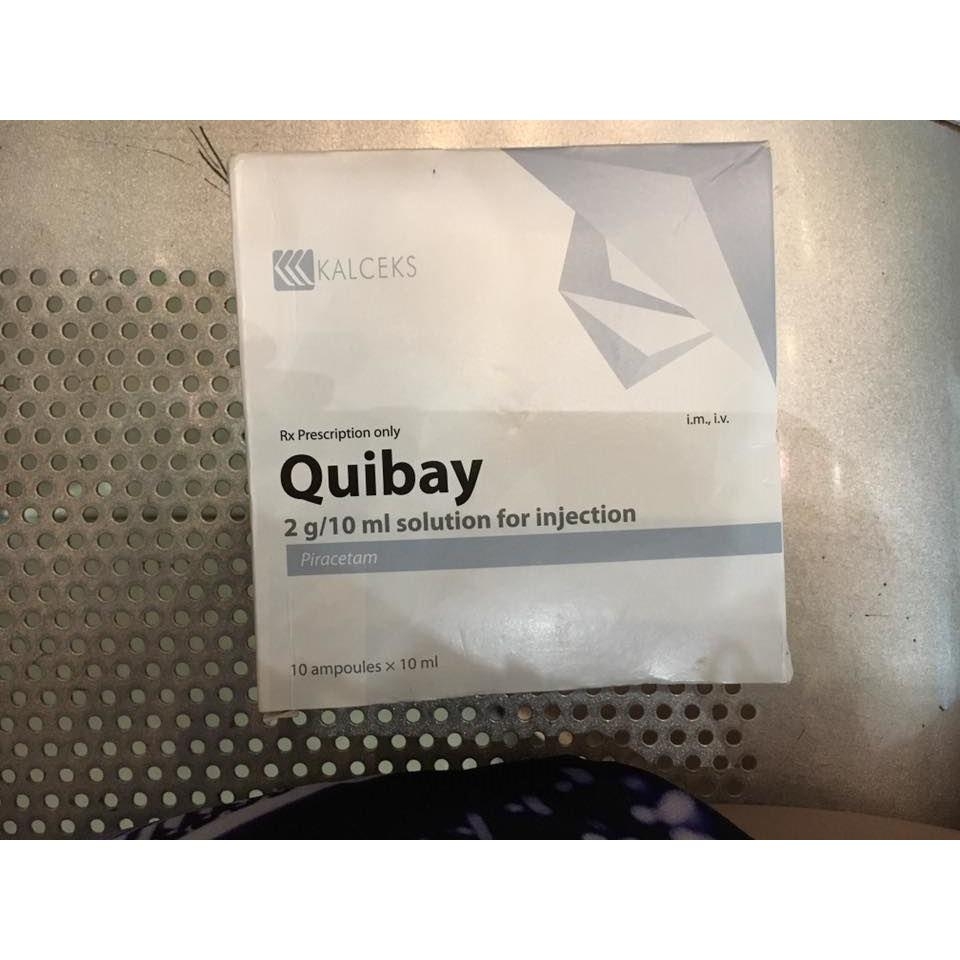 KALCEKS
i.m., i.v.
Rx Prescription only
Quibay
2 g/10 ml solution for injection
Piracetam
10 ampoules × 10 ml